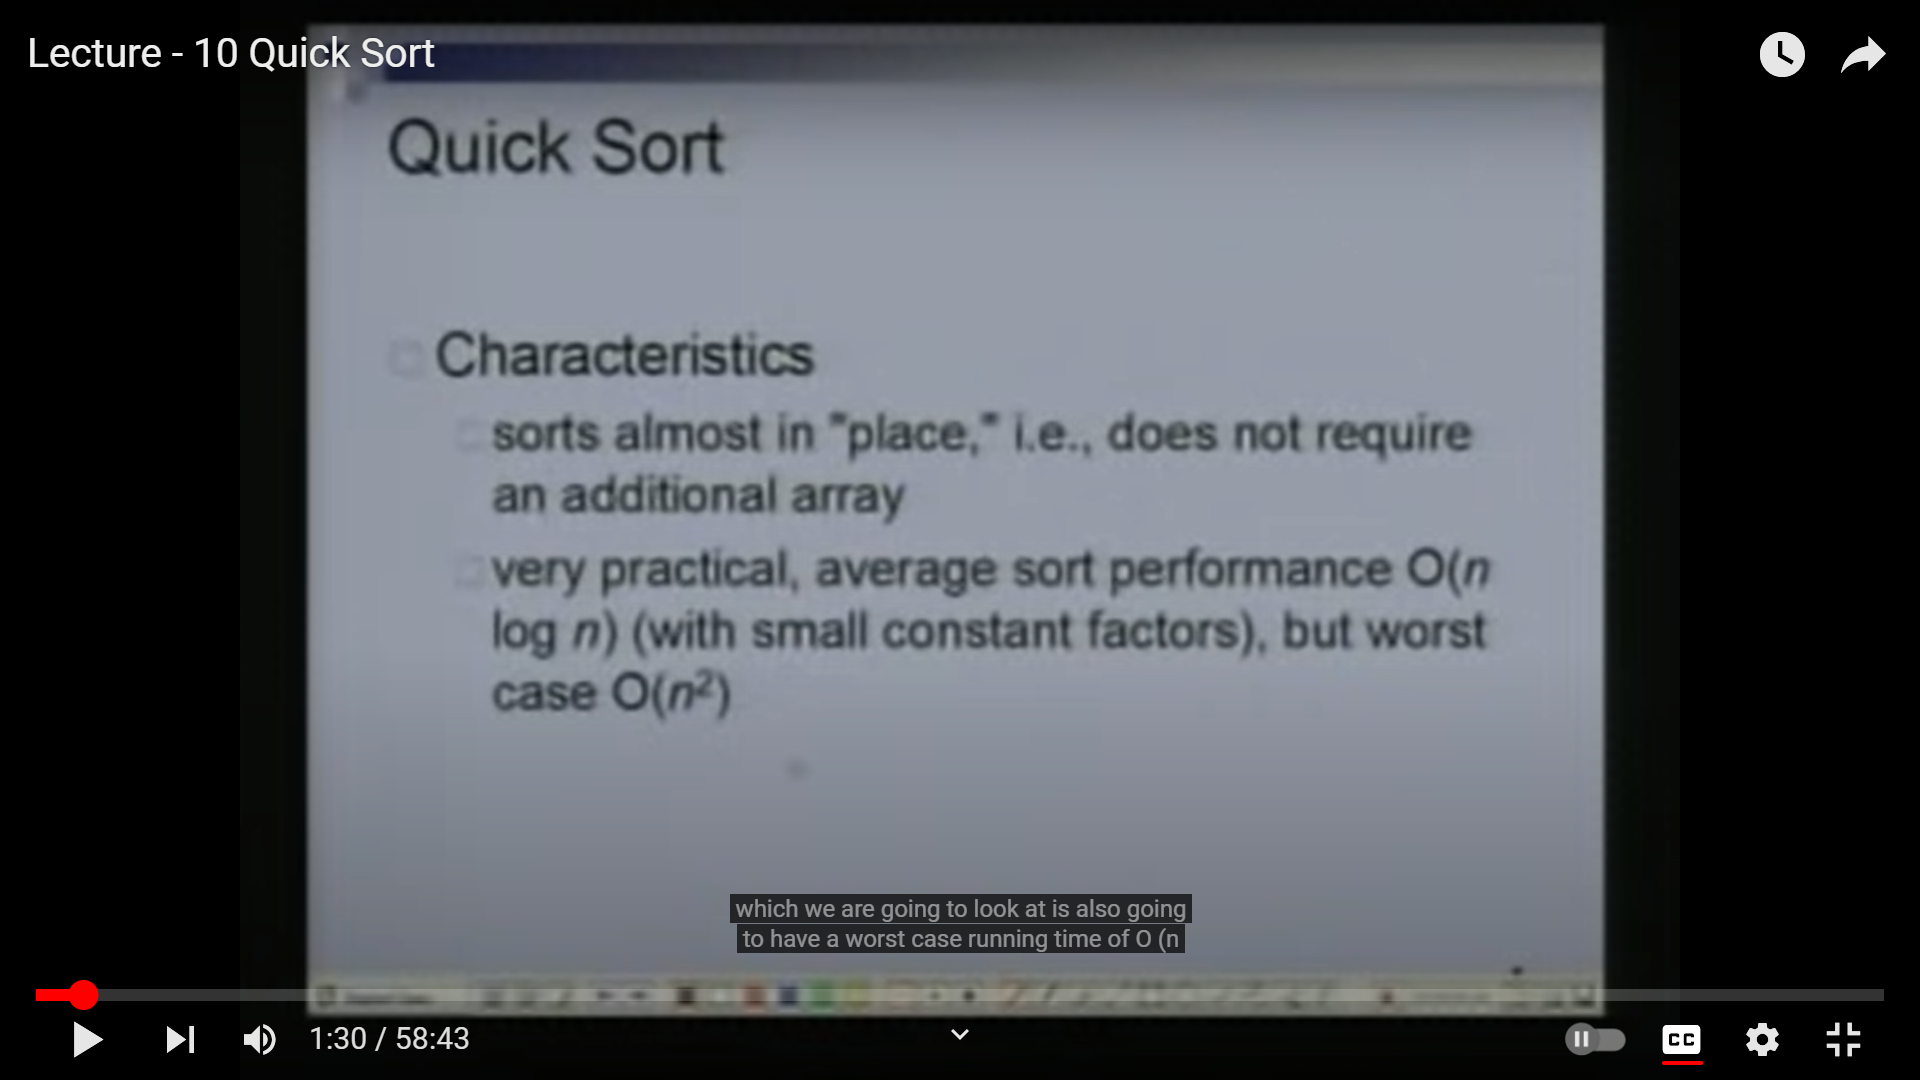 Lecture - 10 Quick Sort
Quick Sort
Characteristics
sorts almost in "place," i.e., does not require
an additional array
very practical, average sort performance O(n
log n) (with small constant factors), but worst
case O(n²)
which we are going to look at is also going
to have a worst case running time of O (n
1:30 / 58:43
CC